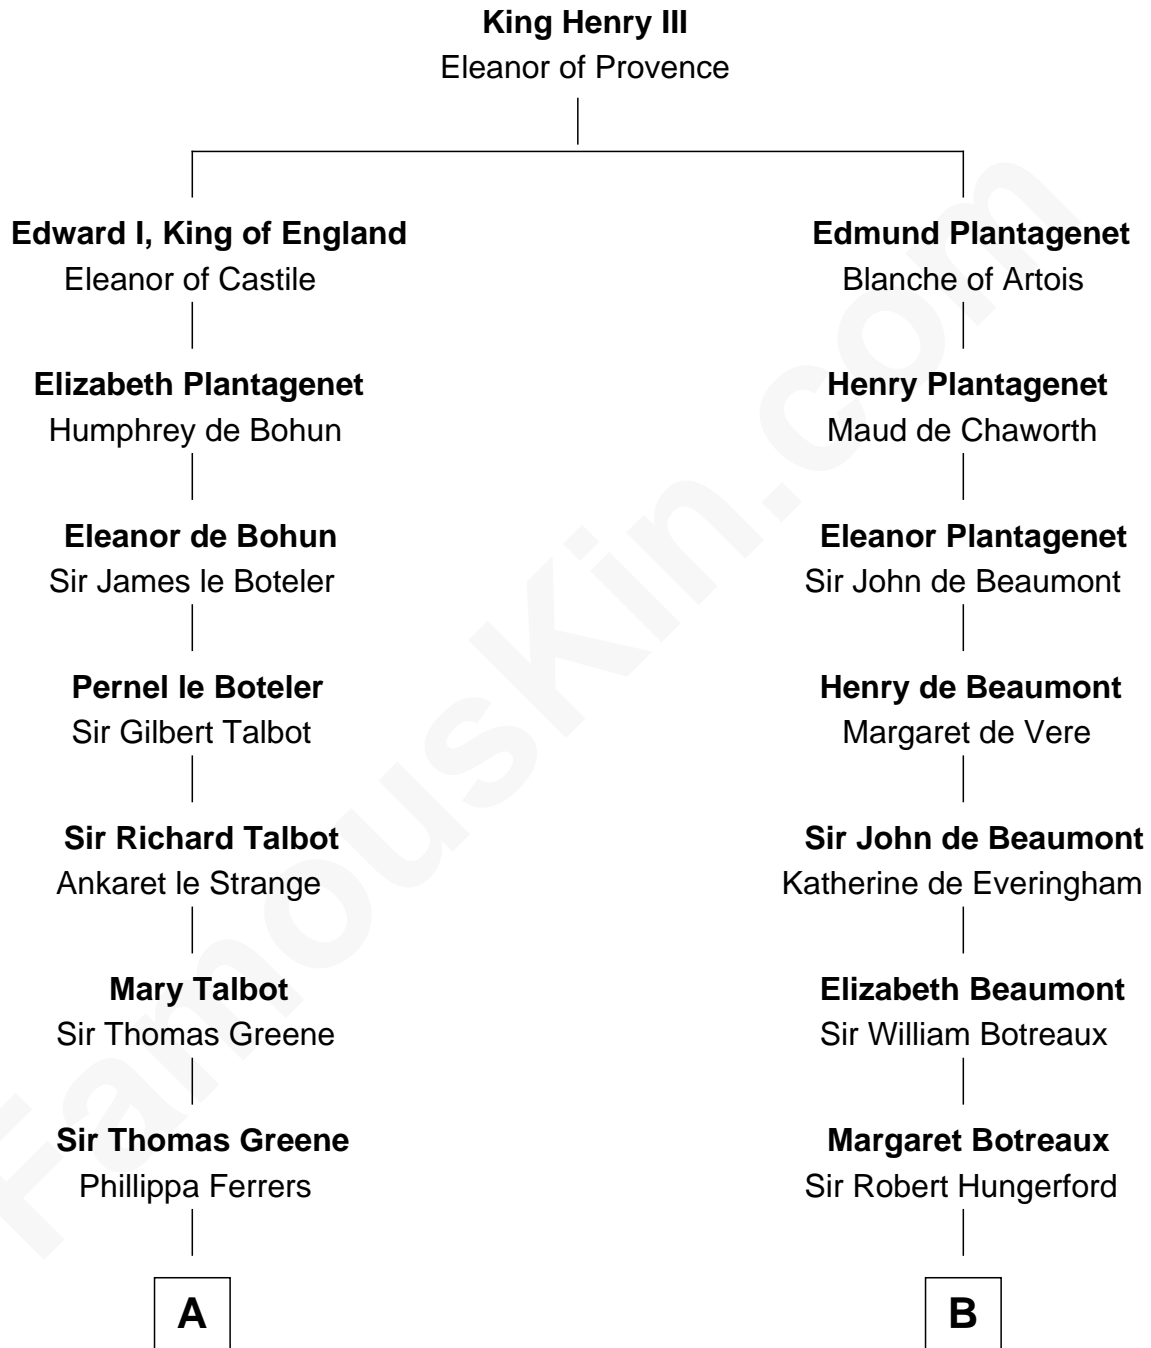 King Henry III
Eleanor of Provence
Edward I, King of England
Eleanor of Castile
Elizabeth Plantagenet
Humphrey de Bohun
Eleanor de Bohun
Sir James le Boteler
Pernel le Boteler
Sir Gilbert Talbot
Sir Richard Talbot
Ankaret le Strange
Mary Talbot
Sir Thomas Greene
Sir Thomas Greene
Phillippa Ferrers
A
Edmund Plantagenet
Blanche of Artois
Henry Plantagenet
Maud de Chaworth
Eleanor Plantagenet
Sir John de Beaumont
Henry de Beaumont
Margaret de Vere
Sir John de Beaumont
Katherine de Everingham
Elizabeth Beaumont
Sir William Botreaux
Margaret Botreaux
Sir Robert Hungerford
B
FamousKin.com